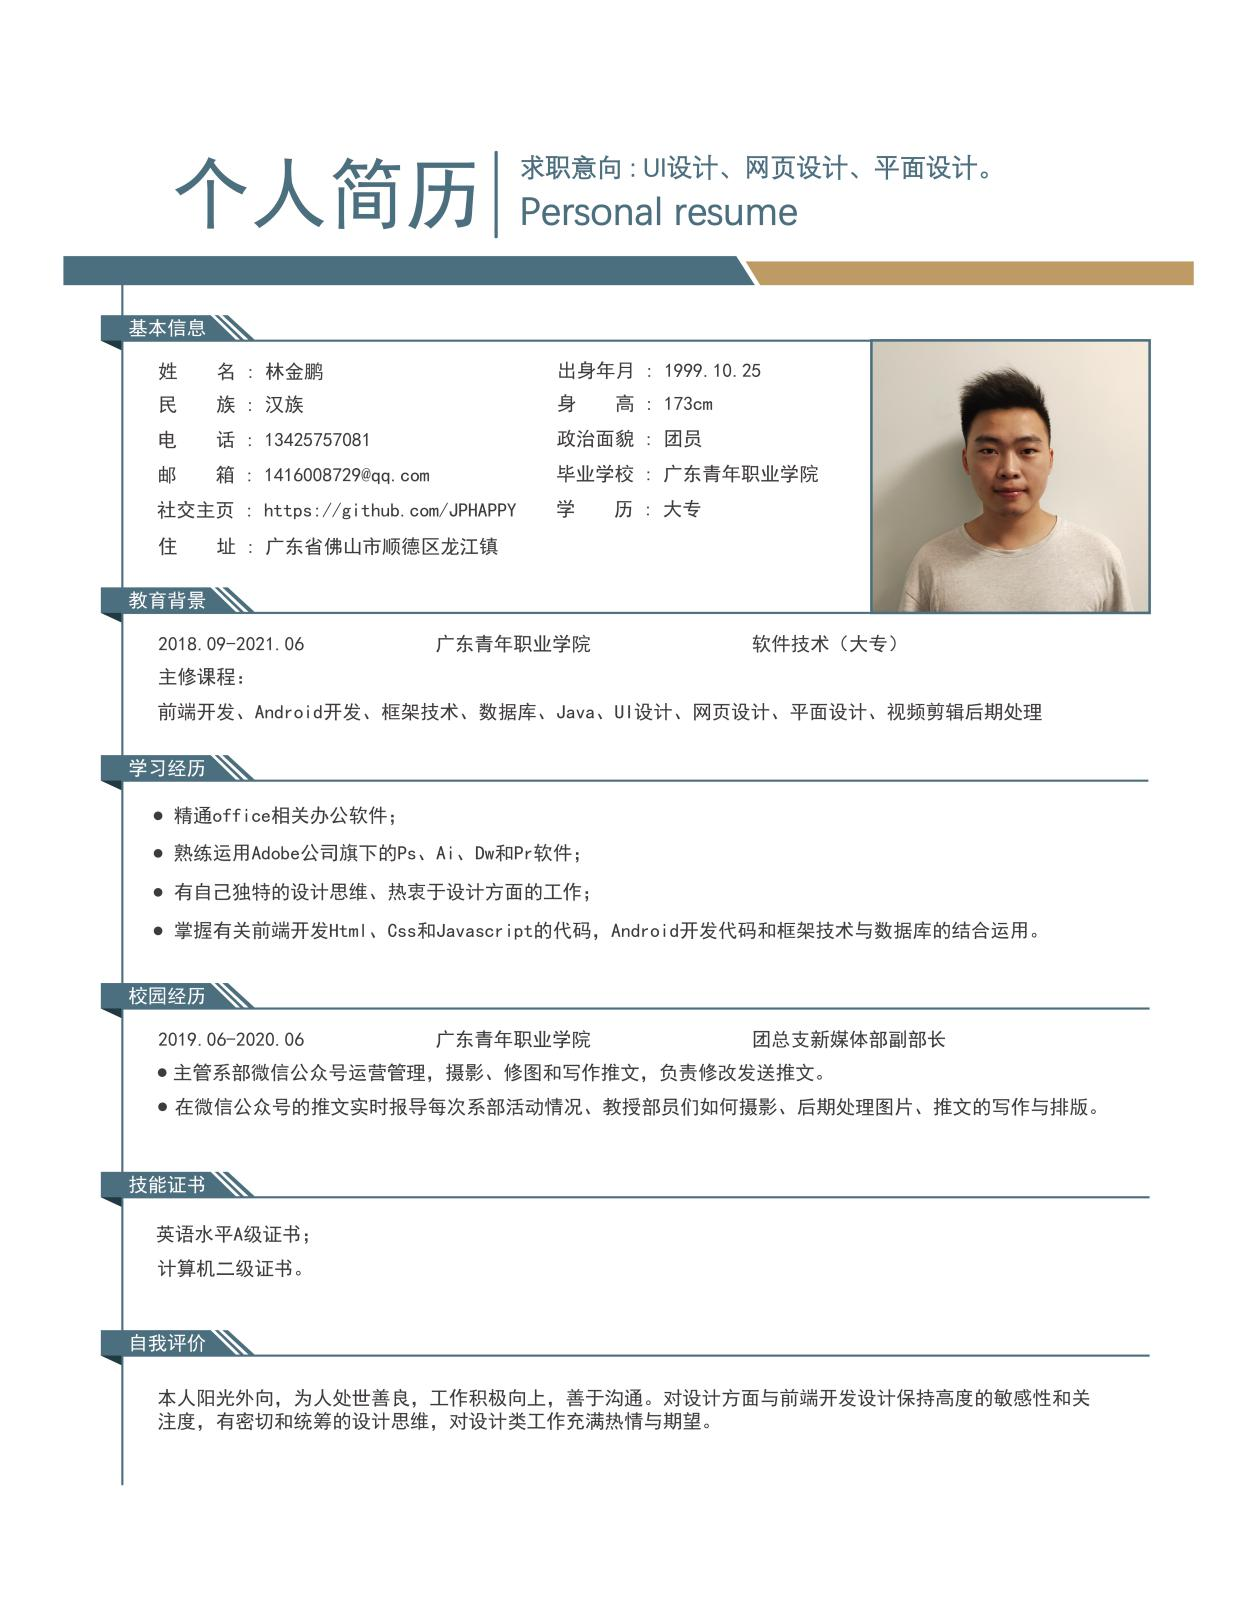 个人简历
求职意向 : UI设计、网页设计、平面设计。
Personal resume
基本信息
姓　　名 : 林金鹏
出身年月 : 1999.10.25
民　　族 : 汉族
身　　高 : 173cm
电　　话 : 13425757081
政治面貌 : 团员
邮　　箱 : 1416008729@qq.com
毕业学校 : 广东青年职业学院
社交主页 : https://github.com/JPHAPPY
学　　历 : 大专
住　　址 : 广东省佛山市顺德区龙江镇
教育背景
2018.09-2021.06 广东青年职业学院 软件技术（大专）
主修课程：
前端开发、Android开发、框架技术、数据库、Java、UI设计、网页设计、平面设计、视频剪辑后期处理
学习经历
● 精通office相关办公软件；
● 熟练运用Adobe公司旗下的Ps、Ai、Dw和Pr软件；
● 有自己独特的设计思维、热衷于设计方面的工作；
● 掌握有关前端开发Html、Css和Javascript的代码，Android开发代码和框架技术与数据库的结合运用。
校园经历
2019.06-2020.06 广东青年职业学院 团总支新媒体部副部长
● 主管系部微信公众号运营管理，摄影、修图和写作推文，负责修改发送推文。
● 在微信公众号的推文实时报导每次系部活动情况、教授部员们如何摄影、后期处理图片、推文的写作与排版。
技能证书
英语水平A级证书；
计算机二级证书。
自我评价
本人阳光外向，为人处世善良，工作积极向上，善于沟通。对设计方面与前端开发设计保持高度的敏感性和关
注度，有密切和统筹的设计思维，对设计类工作充满热情与期望。